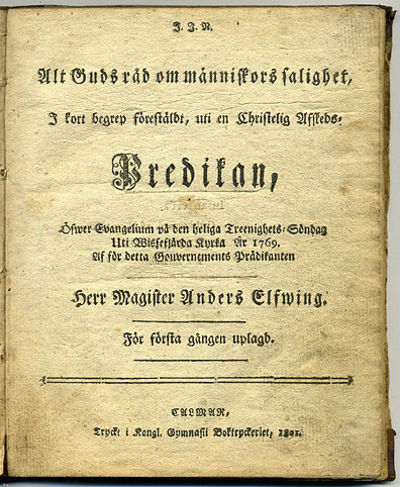 J. J. N.
Alt Guds råd om människors salighet,
I kort begrep förestäldt, uti en Christelig Afskeds-
Predikan,
Öfwer Evangelium på den heliga Treenighets-Söndag
Uti Wissefjärda Kyrka År 1769.
Af för detta Gouvernements Prädikanten
Herr Magister Anders Elfwing.
För första gången uplagd.
CALMAR,
Tryckt i Kongl. Gymnasii Boktryckeriet, 1801.